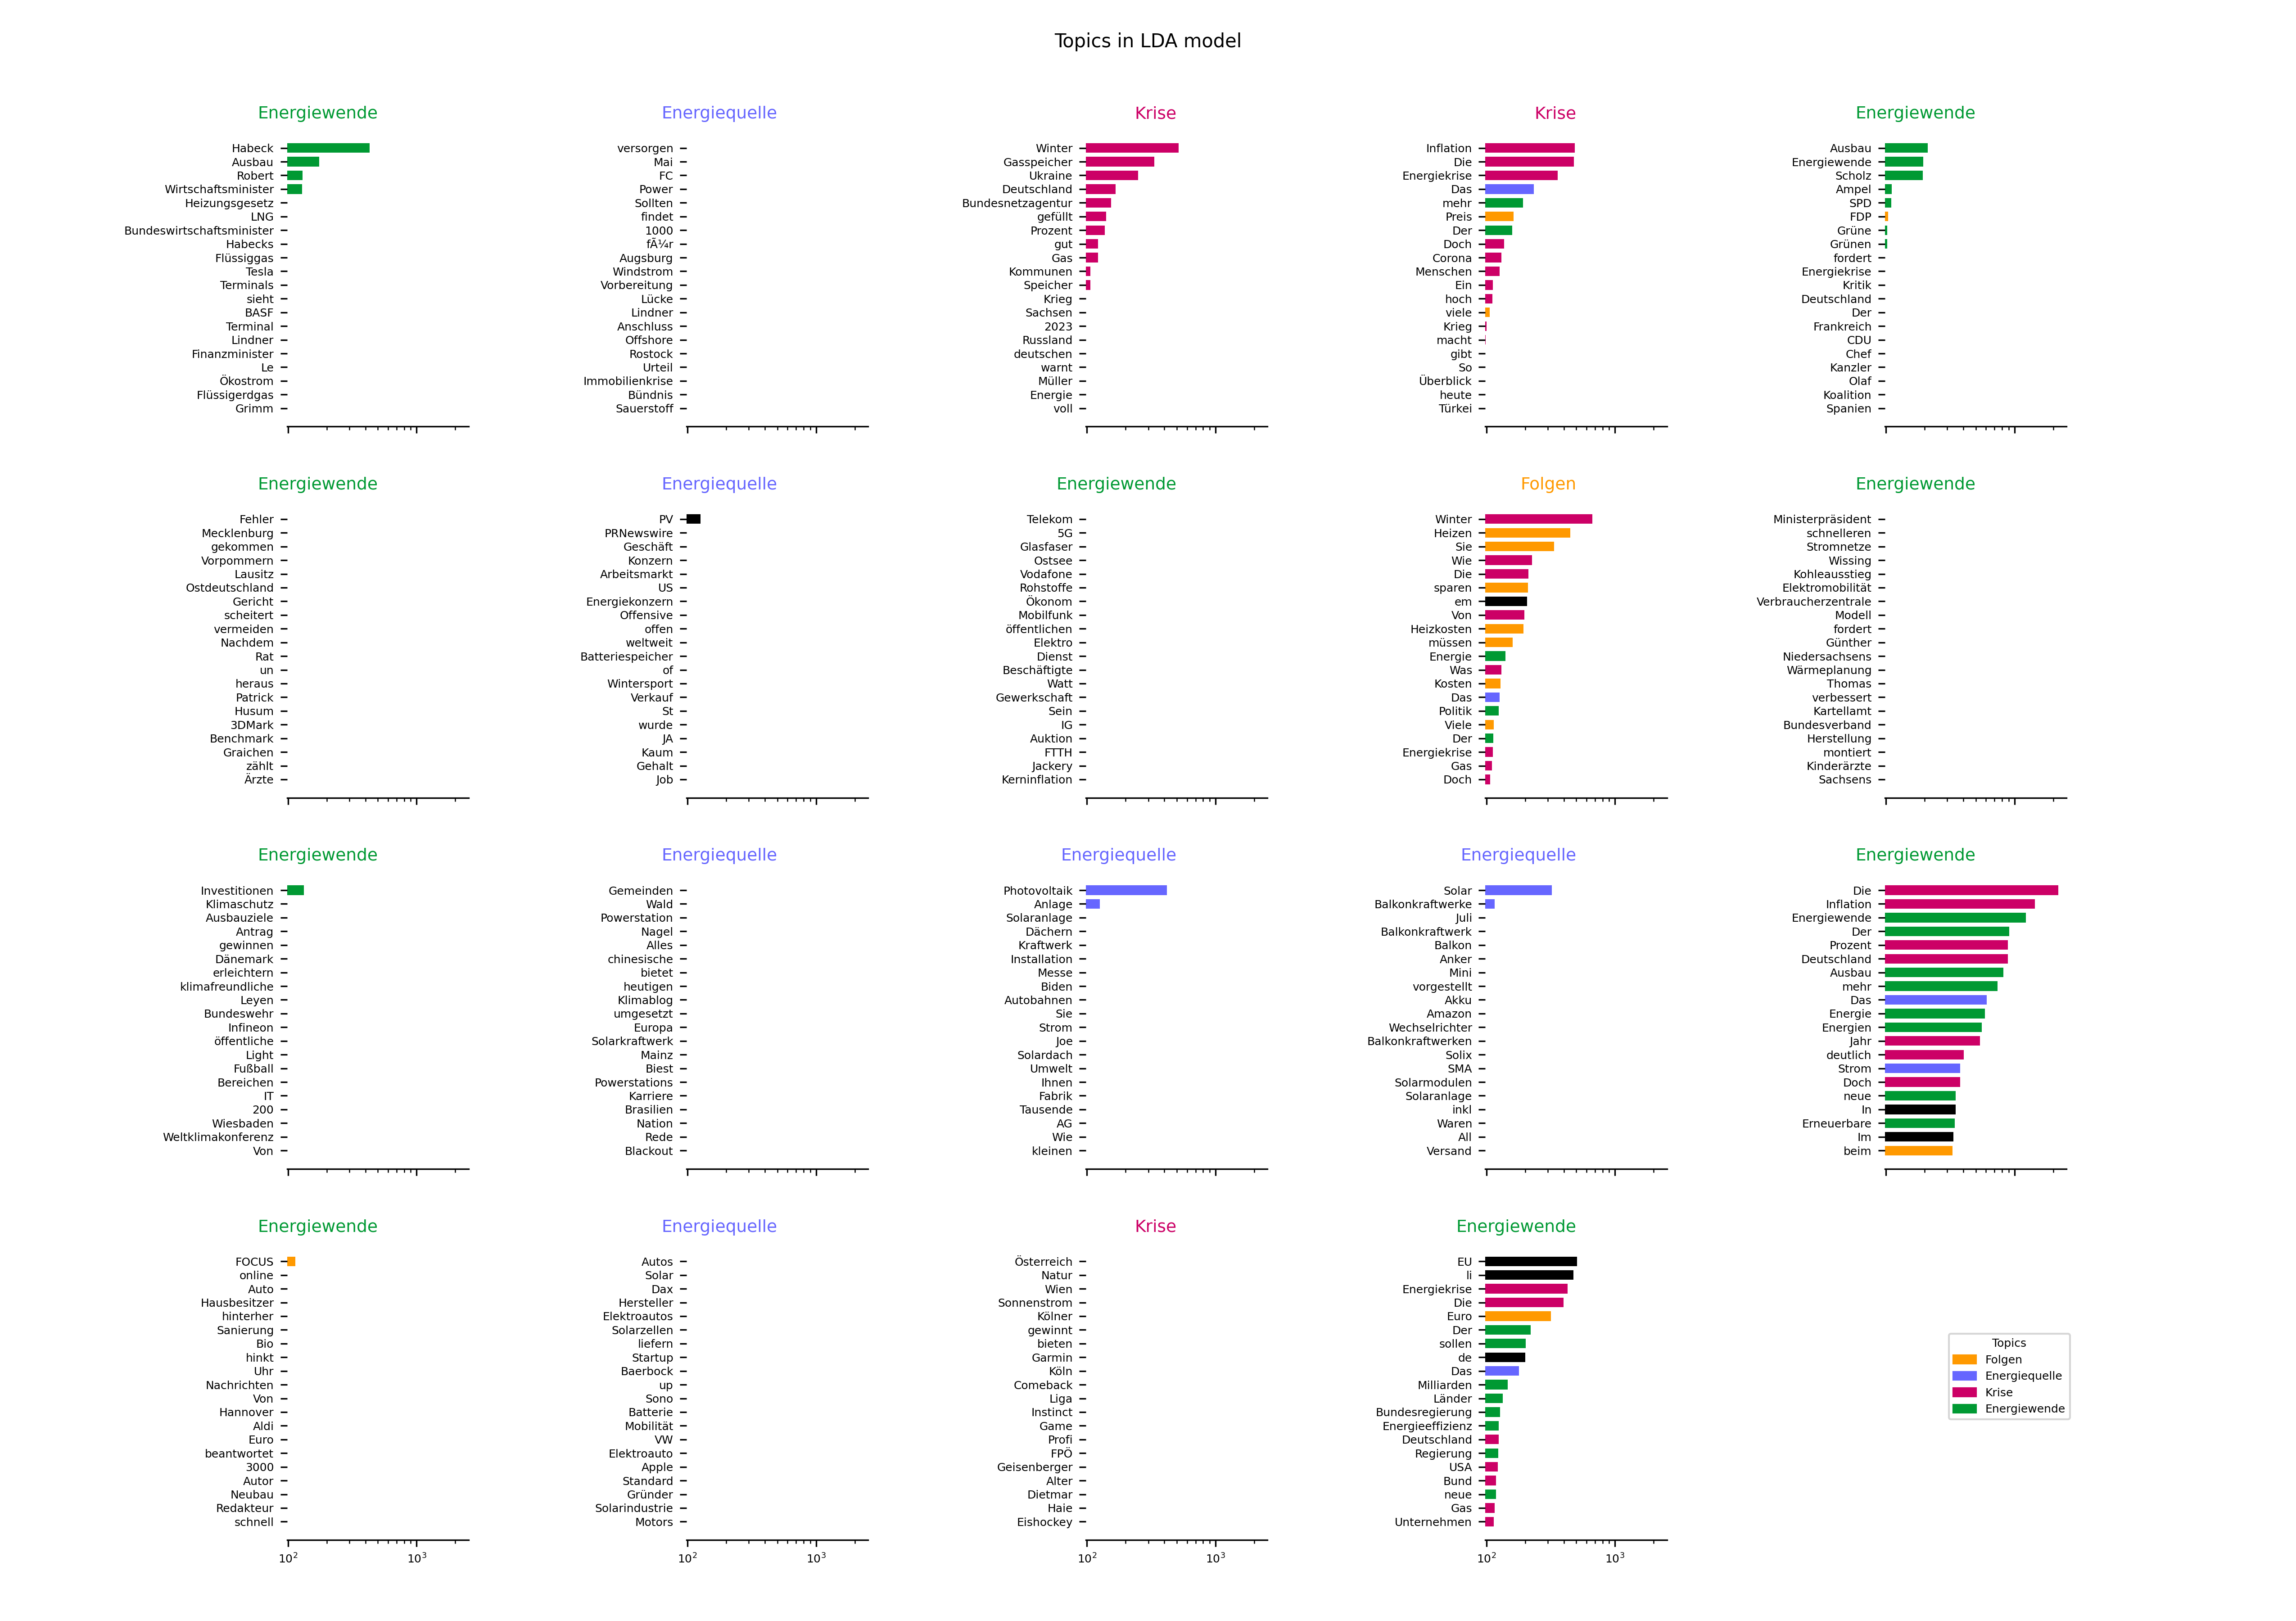 Topics in LDA model
Energiewende
Habeck
Ausbau
Robert
Wirtschaftsminister
Heizungsgesetz
LNG
Bundeswirtschaftsminister
Habecks
Flüssiggas
Tesla
Terminals
sieht
BASF
Terminal
Lindner
Finanzminister
Le
Ökostrom
Flüssigerdgas
Grimm
Energiequelle
versorgen
Mai
FC
Power
Sollten
findet
1000
fÃ¼r
Augsburg
Windstrom
Vorbereitung
Lücke
Lindner
Anschluss
Offshore
Rostock
Urteil
Immobilienkrise
Bündnis
Sauerstoff
Krise
Winter
Gasspeicher
Ukraine
Deutschland
Bundesnetzagentur
gefüllt
Prozent
gut
Gas
Kommunen
Speicher
Krieg
Sachsen
2023
Russland
deutschen
warnt
Müller
Energie
voll
Krise
Inflation
Die
Energiekrise
Das
mehr
Preis
Der
Doch
Corona
Menschen
Ein
hoch
viele
Krieg
macht
gibt
So
Überblick
heute
Türkei
Energiewende
Ausbau
Energiewende
Scholz
Ampel
SPD
FDP
Grüne
Grünen
fordert
Energiekrise
Kritik
Deutschland
Der
Frankreich
CDU
Chef
Kanzler
Olaf
Koalition
Spanien
Energiewende
Fehler
Mecklenburg
gekommen
Vorpommern
Lausitz
Ostdeutschland
Gericht
scheitert
vermeiden
Nachdem
Rat
un
heraus
Patrick
Husum
3DMark
Benchmark
Graichen
zählt
Ärzte
Energiequelle
PV
PRNewswire
Geschäft
Konzern
Arbeitsmarkt
US
Energiekonzern
Offensive
offen
weltweit
Batteriespeicher
of
Wintersport
Verkauf
St
wurde
JA
Kaum
Gehalt
Job
Energiewende
Telekom
5G
Glasfaser
Ostsee
Vodafone
Rohstoffe
Ökonom
Mobilfunk
öffentlichen
Elektro
Dienst
Beschäftigte
Watt
Gewerkschaft
Sein
IG
Auktion
FTTH
Jackery
Kerninflation
Folgen
Winter
Heizen
Sie
Wie
Die
sparen
em
Von
Heizkosten
müssen
Energie
Was
Kosten
Das
Politik
Viele
Der
Energiekrise
Gas
Doch
Energiewende
Ministerpräsident
schnelleren
Stromnetze
Wissing
Kohleausstieg
Elektromobilität
Verbraucherzentrale
Modell
fordert
Günther
Niedersachsens
Wärmeplanung
Thomas
verbessert
Kartellamt
Bundesverband
Herstellung
montiert
Kinderärzte
Sachsens
Energiewende
Investitionen
Klimaschutz
Ausbauziele
Antrag
gewinnen
Dänemark
erleichtern
klimafreundliche
Leyen
Bundeswehr
Infineon
öffentliche
Light
Fußball
Bereichen
IT
200
Wiesbaden
Weltklimakonferenz
Von
Energiequelle
Gemeinden
Wald
Powerstation
Nagel
Alles
chinesische
bietet
heutigen
Klimablog
umgesetzt
Europa
Solarkraftwerk
Mainz
Biest
Powerstations
Karriere
Brasilien
Nation
Rede
Blackout
Energiequelle
Photovoltaik
Anlage
Solaranlage
Dächern
Kraftwerk
Installation
Messe
Biden
Autobahnen
Sie
Strom
Joe
Solardach
Umwelt
Ihnen
Fabrik
Tausende
AG
Wie
kleinen
Energiequelle
Solar
Balkonkraftwerke
Juli
Balkonkraftwerk
Balkon
Anker
Mini
vorgestellt
Akku
Amazon
Wechselrichter
Balkonkraftwerken
Solix
SMA
Solarmodulen
Solaranlage
inkl
Waren
All
Versand
Energiewende
Die
Inflation
Energiewende
Der
Prozent
Deutschland
Ausbau
mehr
Das
Energie
Energien
Jahr
deutlich
Strom
Doch
neue
In
Erneuerbare
Im
beim
Energiewende
FOCUS
online
Auto
Hausbesitzer
hinterher
Sanierung
Bio
hinkt
Uhr
Nachrichten
Von
Hannover
Aldi
Euro
beantwortet
3000
Autor
Neubau
Redakteur
schnell
10² 10³
Energiequelle
Autos
Solar
Dax
Hersteller
Elektroautos
Solarzellen
liefern
Startup
Baerbock
up
Sono
Batterie
Mobilität
VW
Elektroauto
Apple
Standard
Gründer
Solarindustrie
Motors
10² 10³
Krise
Österreich
Natur
Wien
Sonnenstrom
Kölner
gewinnt
bieten
Garmin
Köln
Comeback
Liga
Instinct
Game
Profi
FPÖ
Geisenberger
Alter
Dietmar
Haie
Eishockey
10² 10³
Energiewende
EU
li
Energiekrise
Die
Euro
Der
sollen
de
Das
Milliarden
Länder
Bundesregierung
Energieeffizienz
Deutschland
Regierung
USA
Bund
neue
Gas
Unternehmen
10² 10³
Topics
Folgen
Energiequelle
Krise
Energiewende